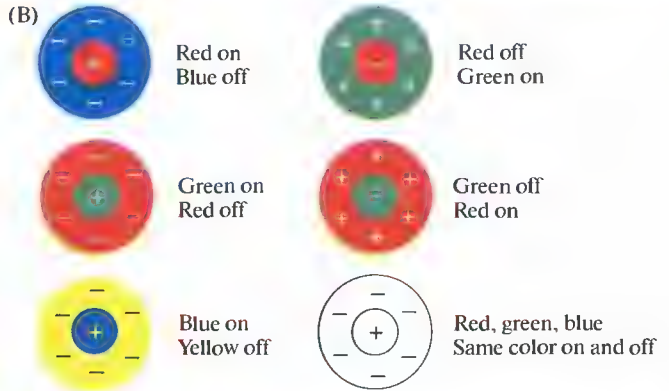 (B)
Red on
Blue off
Red off
Green on
Green on
Red off
Green off
Red on
Blue on
Yellow off
Red, green, blue
Same color on and off